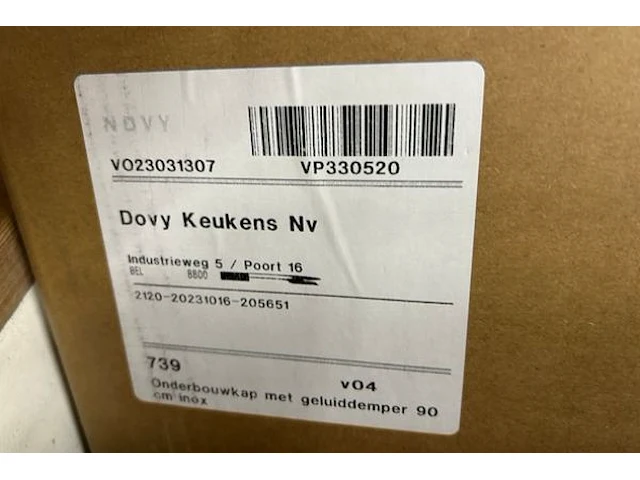 NOVY
VO23031307 VP330520
Dovy Keukens Nv
Industrieweg 5 / Poort 16
BEL 8800
2120-20231016-205651
739 vO4
Onderbouwkap met geluiddemper 90
cm inox